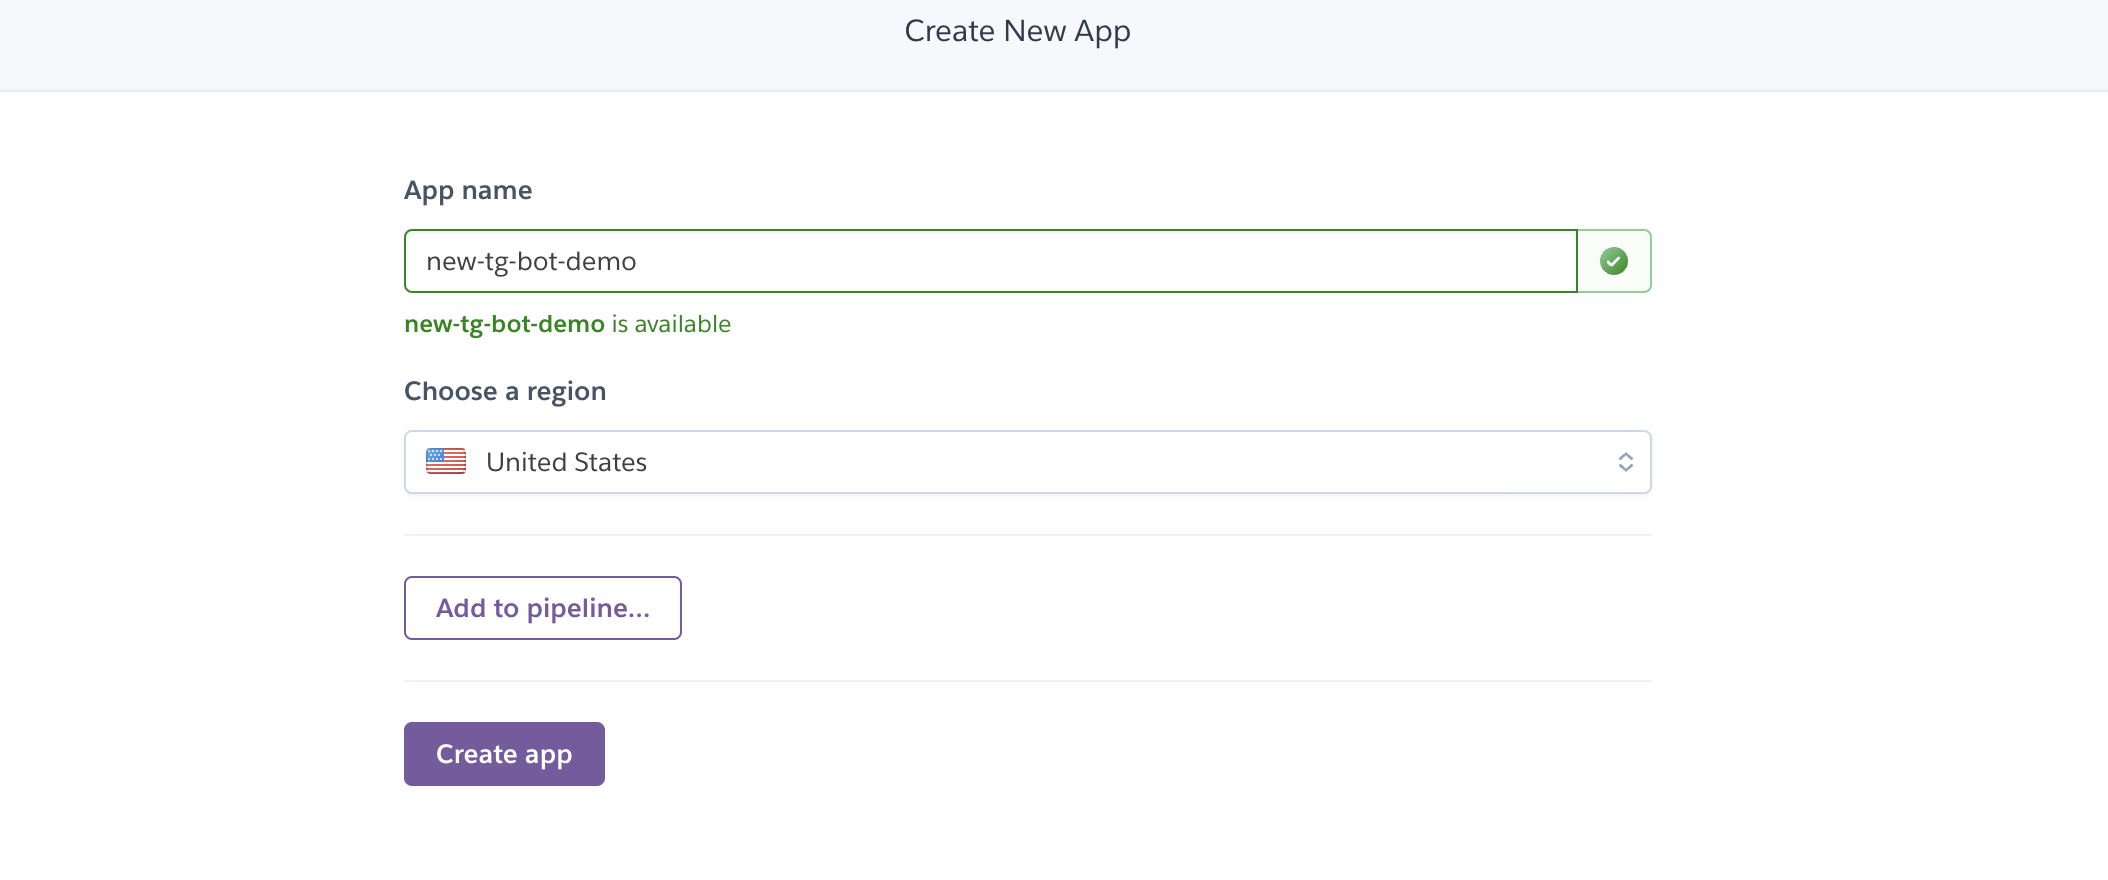 Create New App
App name
new-tg-bot-demo
new-tg-bot-demo is available
Choose a region
United States
Add to pipeline...
Create app